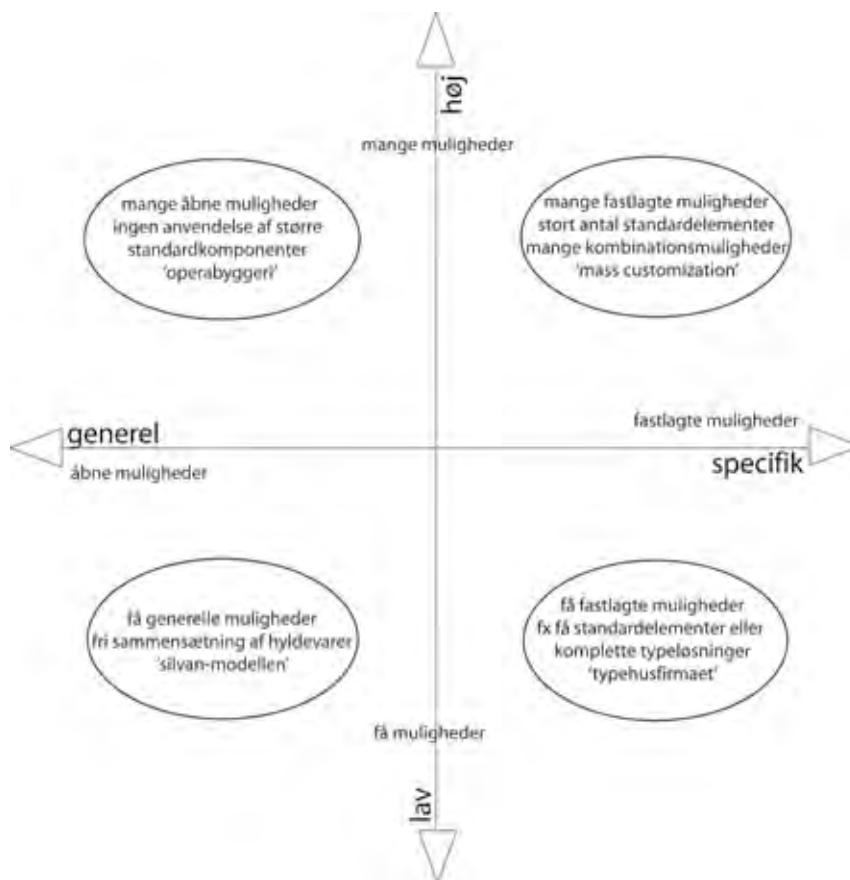 høj
mange muligheder
mange åbne muligheder
ingen anvendelse af større
standardkomponenter
'operabyggeri'
mange fastlagte muligheder
stort antal standardelementer
mange kombinationsmuligheder
'mass customization'
generel
åbne muligheder
fastlagte muligheder
specifik
få generelle muligheder
fri sammensætning af hyldevarer
'silvan-modellen'
få fastlagte muligheder
fx få standardelementer eller
komplette typeløsninger
'typehusfirmaet'
få muligheder
lav